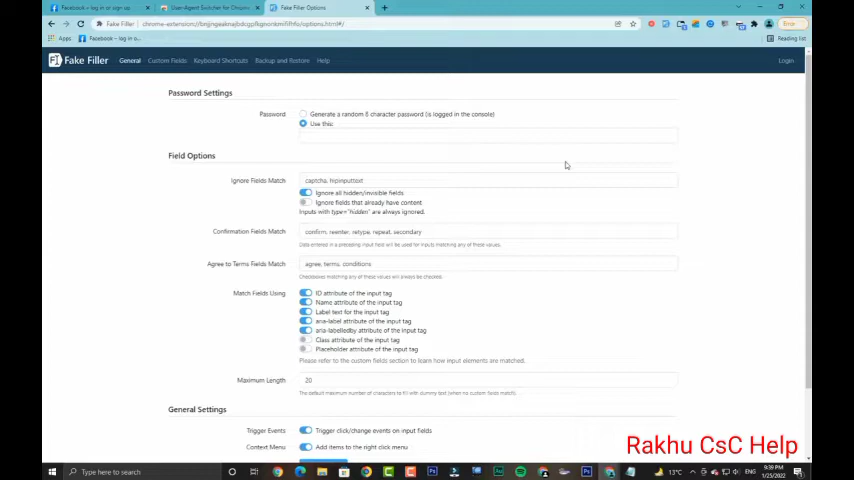 Facebook – log in or sign up
User-Agent Switcher for Chrome
Fake Filler Options
Fake Filler
Error
Apps
Facebook – log in o...
Reading list
Fake Filler
General
Custom Fields
Keyboard Shortcuts
Backup and Restore
Help
Login
Password Settings
Password
Generate a random 8 character password (is logged in the console)
Use this:
Field Options
Ignore Fields Match
captcha, hipinputtext
Ignore all hidden/invisible fields
Ignore fields that already have content
Inputs with type="hidden" are always ignored.
Confirmation Fields Match
confirm, reenter, retype, repeat, secondary
Data entered in a preceding input field will be used for inputs matching any of these values.
Agree to Terms Fields Match
agree, terms, conditions
Checkboxes matching any of these values will always be checked.
Match Fields Using
ID attribute of the input tag
Name attribute of the input tag
Label text for the input tag
aria-label attribute of the input tag
aria-labelledby attribute of the input tag
Class attribute of the input tag
Placeholder attribute of the input tag
Please refer to the custom fields section to learn how input elements are matched.
Maximum Length
20
The default maximum number of characters to fill with dummy text (when no custom fields match).
General Settings
Trigger Events
Trigger click/change events on input fields
Context Menu
Add items to the right click menu
Rakhu CsC Help
Type here to search
13°C
ENG
9:39 PM
1/25/2022